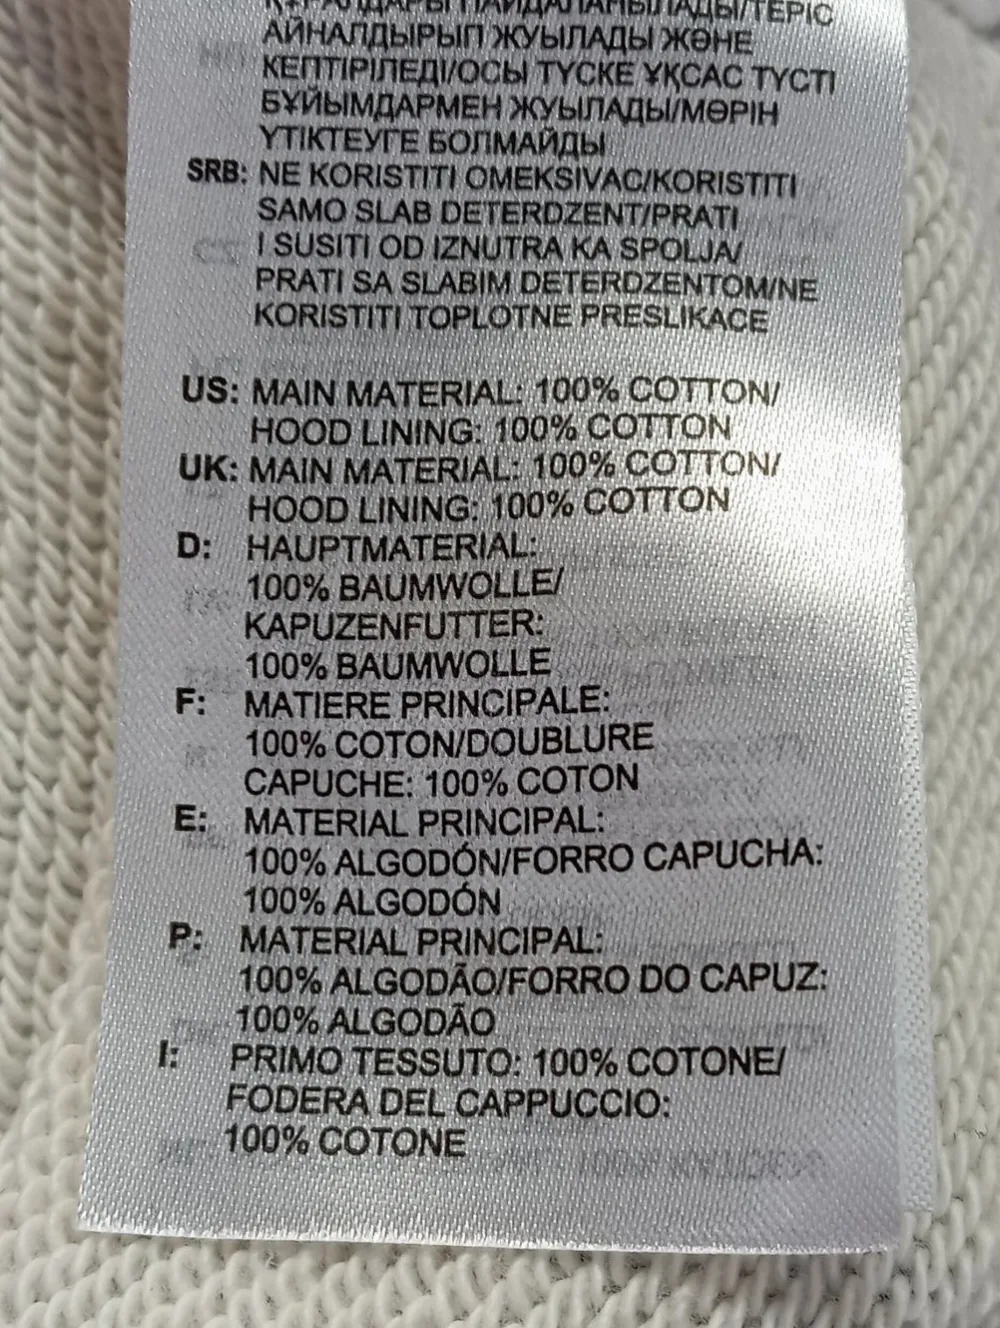 ҚҰРАЛДАРЫ ПАЙДАЛАНЫЛАДЫ/ТЕРІС
АЙНАЛДЫРЫП ЖУЫЛАДЫ ЖӘНЕ
КЕПТІРІЛЕДІ/ОСЫ ТҮСКЕ ҰҚСАС ТҮСТІ
БҰЙЫМДАРМЕН ЖУЫЛАДЫ/МӨРІН
ҮТІКТЕУГЕ БОЛМАЙДЫ
SRB: NE KORISTITI OMEKSIVAC/KORISTITI
SAMO SLAB DETERDZENT/PRATI
I SUSITI OD IZNUTRA KA SPOLJA/
PRATI SA SLABIM DETERDZENTOM/NE
KORISTITI TOPLOTNE PRESLIKACE
US: MAIN MATERIAL: 100% COTTON/
HOOD LINING: 100% COTTON
UK: MAIN MATERIAL: 100% COTTON/
HOOD LINING: 100% COTTON
D: HAUPTMATERIAL:
100% BAUMWOLLE/
KAPUZENFUTTER:
100% BAUMWOLLE
F: MATIERE PRINCIPALE:
100% COTON/DOUBLURE
CAPUCHE: 100% COTON
E: MATERIAL PRINCIPAL:
100% ALGODÓN/FORRO CAPUCHA:
100% ALGODÓN
P: MATERIAL PRINCIPAL:
100% ALGODÃO/FORRO DO CAPUZ:
100% ALGODÃO
I: PRIMO TESSUTO: 100% COTONE/
FODERA DEL CAPPUCCIO:
100% COTONE